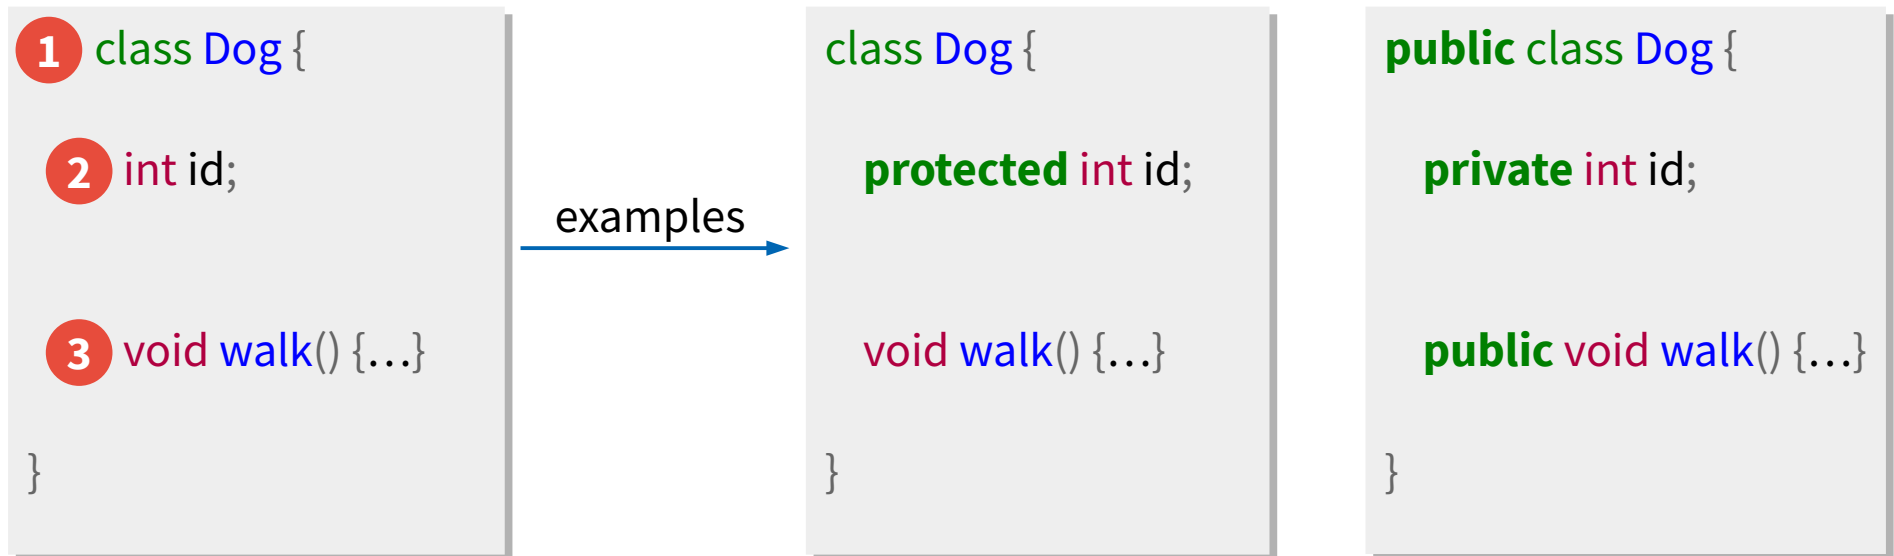 1 class Dog {
2 int id;
3 void walk() {…}
}
examples
class Dog {
protected int id;
void walk() {…}
}
public class Dog {
private int id;
public void walk() {…}
}